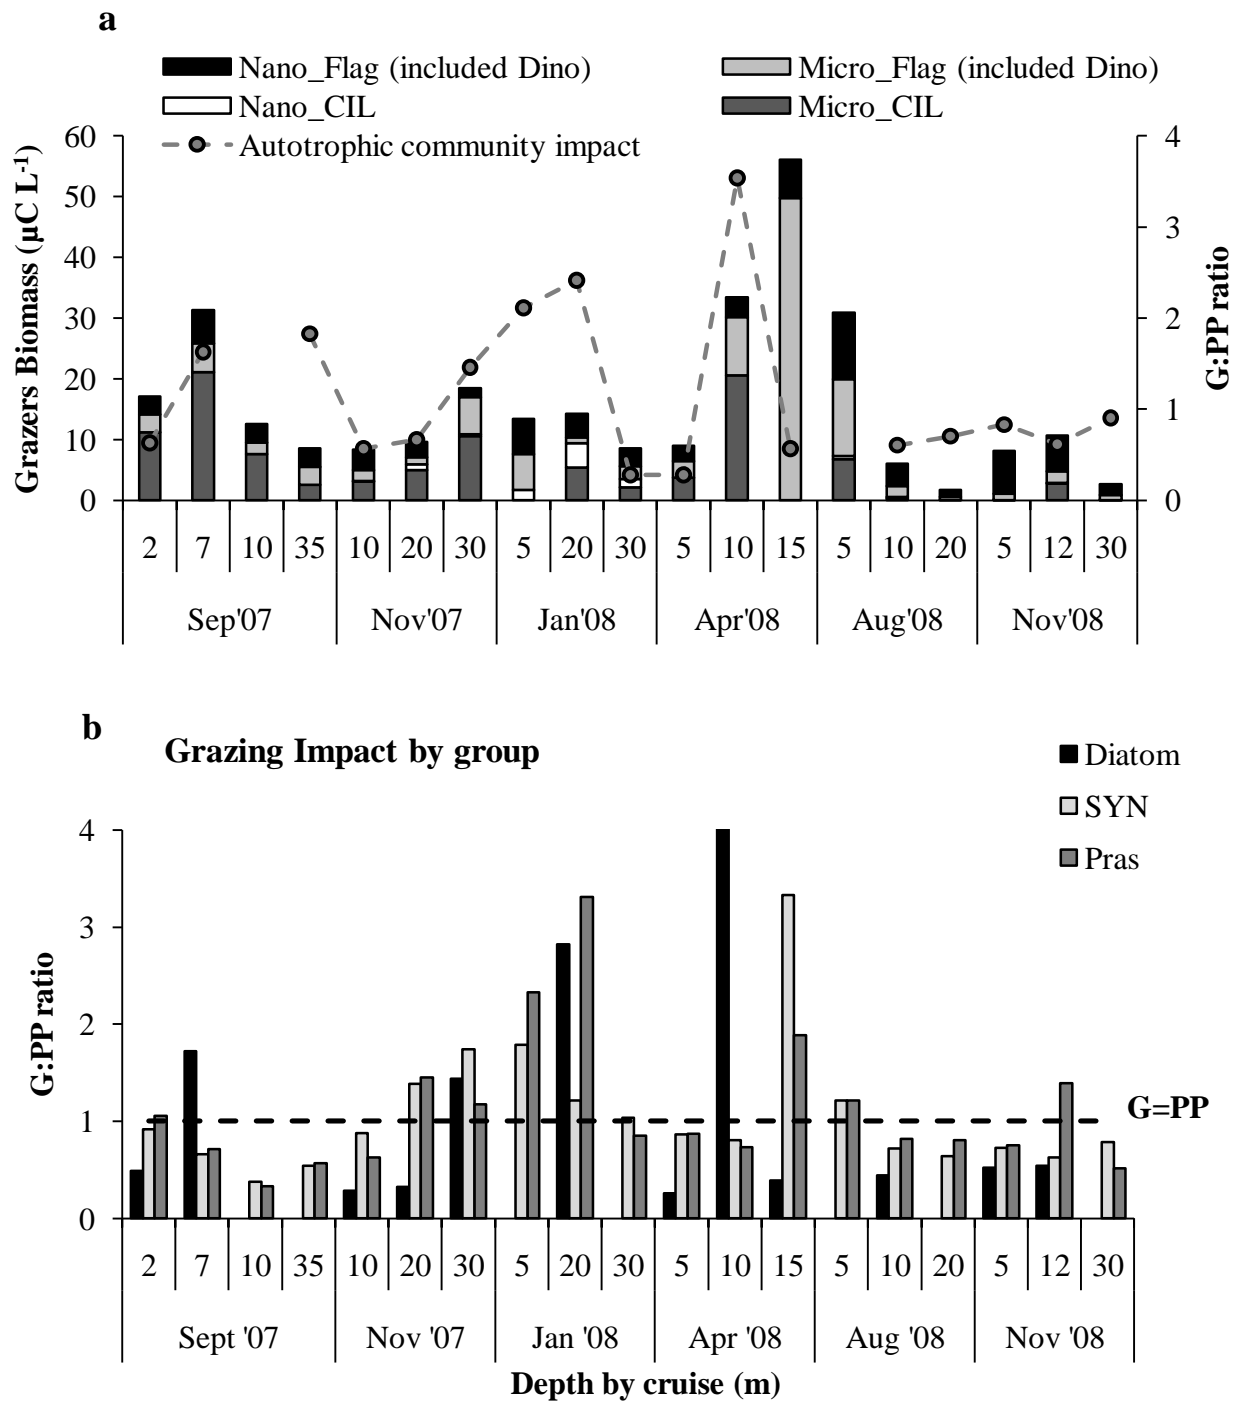 a
Nano_Flag (included Dino) Micro_Flag (included Dino)
Nano_CIL Micro_CIL
Autotrophic community impact
Grazers Biomass (µC L-1)
60
50
40
30
20
10
0
4
3
2
1
0
G:PP ratio
2 7 10 35 10 20 30 5 20 30 5 10 15 5 10 20 5 12 30
Sep'07 Nov'07 Jan'08 Apr'08 Aug'08 Nov'08
b
Grazing Impact by group
Diatom
SYN
Pras
G:PP ratio
4
3
2
1
0
G=PP
2 7 10 35 10 20 30 5 20 30 5 10 15 5 10 20 5 12 30
Sept '07 Nov '07 Jan '08 Apr '08 Aug '08 Nov '08
Depth by cruise (m)